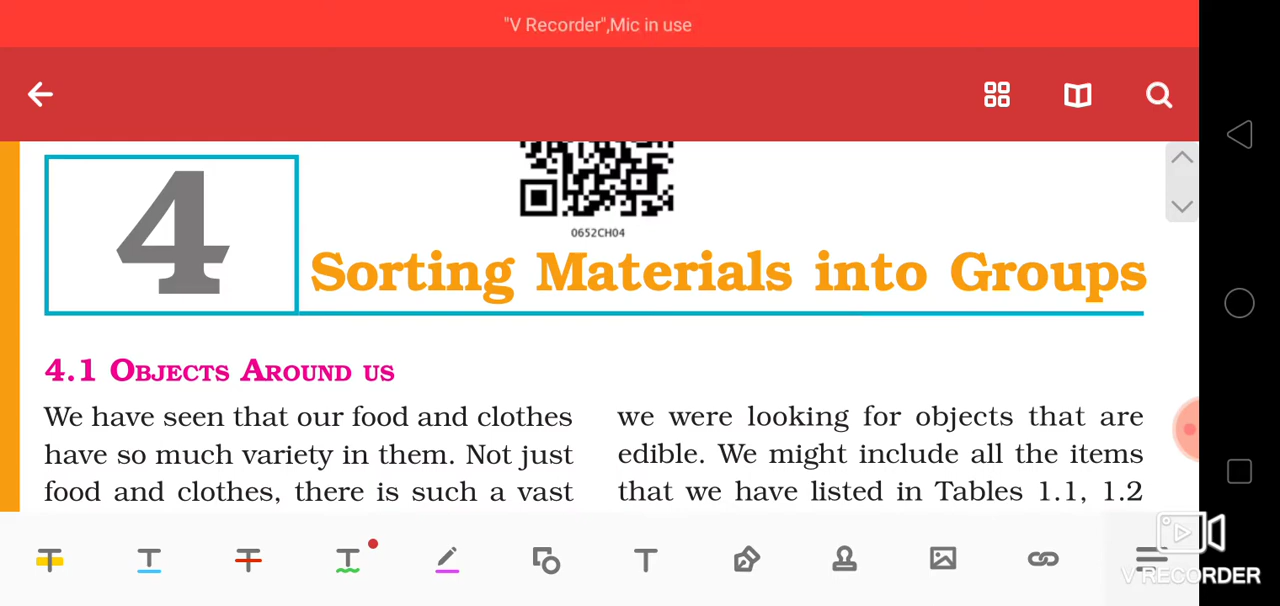 "V Recorder",Mic in use
4
0652CH04
Sorting Materials into Groups
4.1 OBJECTS AROUND US
We have seen that our food and clothes
have so much variety in them. Not just
food and clothes, there is such a vast
we were looking for objects that are
edible. We might include all the items
that we have listed in Tables 1.1, 1.2
V RECORDER